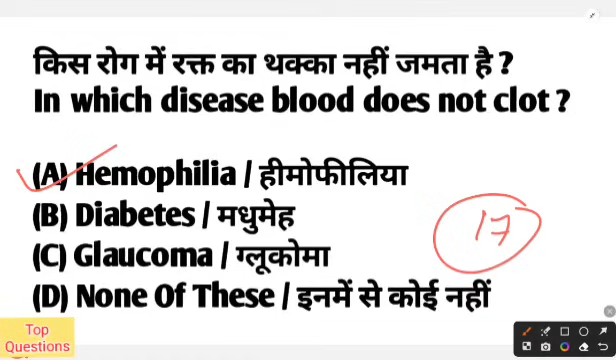 किस रोग में रक्त का थक्का नहीं जमता है ?
In which disease blood does not clot ?
(A) Hemophilia / हीमोफीलिया
(B) Diabetes / मधुमेह
(C) Glaucoma / ग्लूकोमा
(D) None Of These / इनमें से कोई नहीं
17
Top
Questions